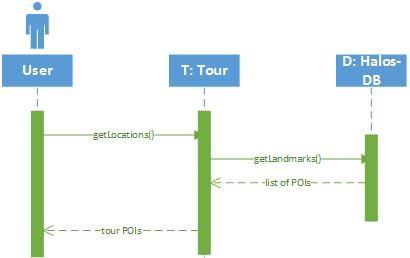 User
T: Tour
D: Halos-
DB
getLocations()
getLandmarks()
list of POIs
tour POIs